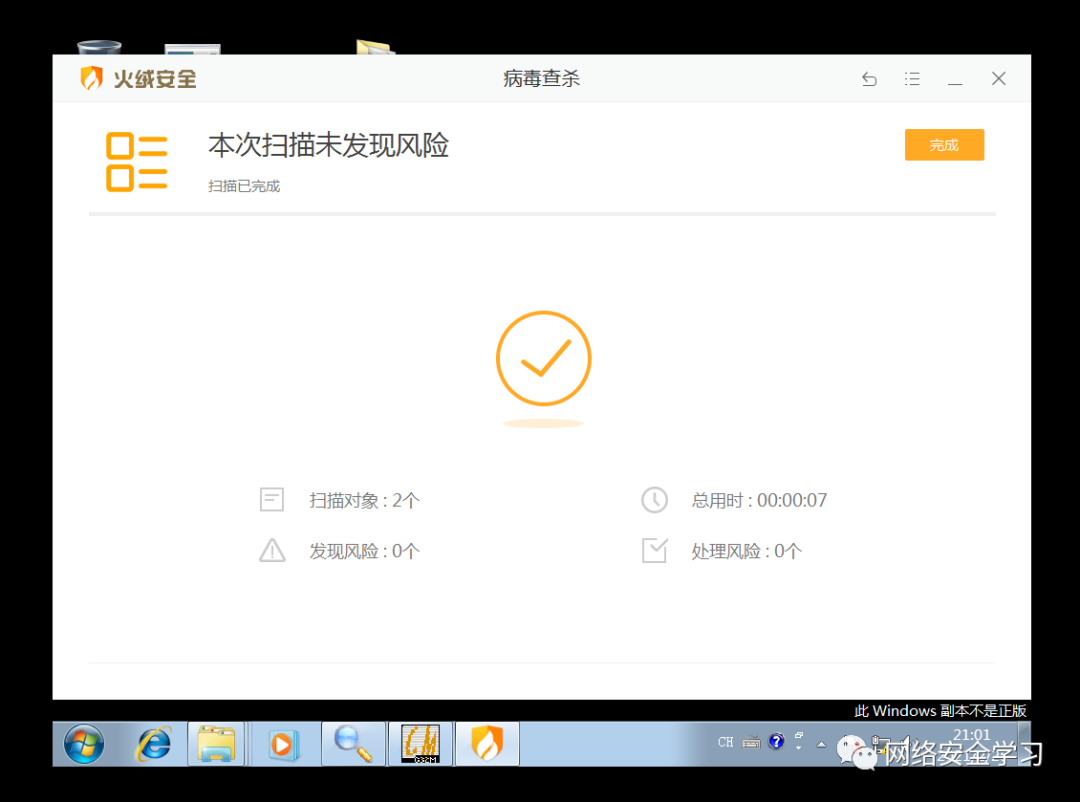 火绒安全
病毒查杀
本次扫描未发现风险
完成
扫描已完成
扫描对象 : 2个
总用时 : 00:00:07
发现风险 : 0个
处理风险 : 0个
此 Windows 副本不是正版
CH
21:01
网络安全学习